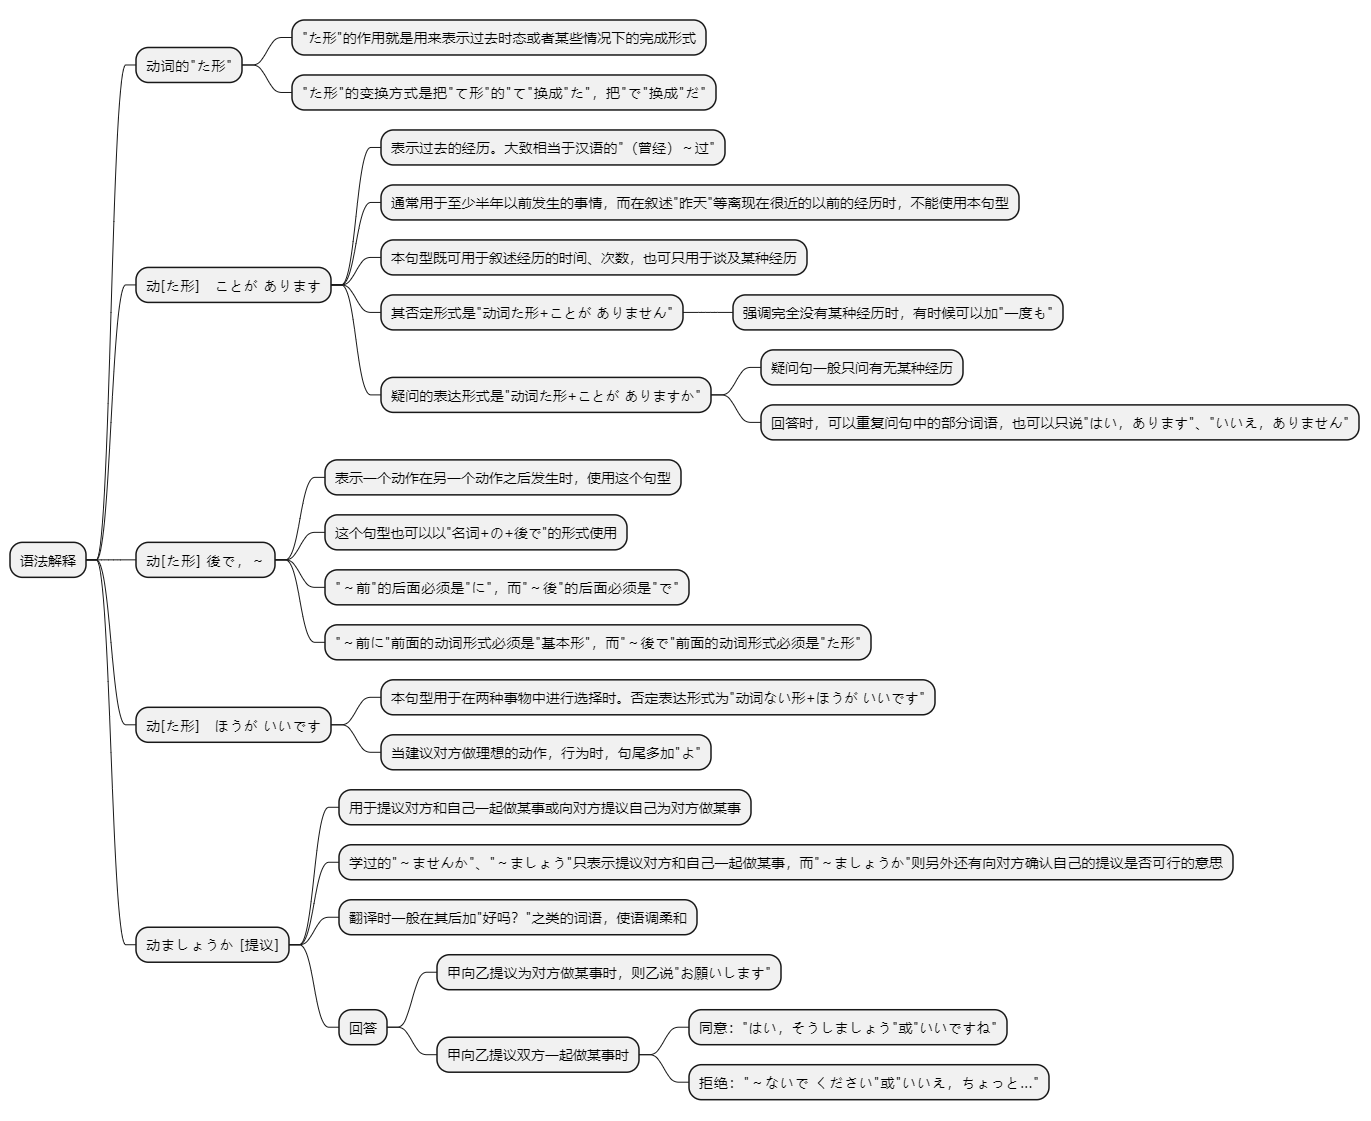 语法解释
动词的"た形"
"た形"的作用就是用来表示过去时态或者某些情况下的完成形式
"た形"的变换方式是把"て形"的"て"换成"た"，把"で"换成"だ"
动[た形]　ことが あります
表示过去的经历。大致相当于汉语的"（曾经）～过"
通常用于至少半年以前发生的事情，而在叙述"昨天"等离现在很近的以前的经历时，不能使用本句型
本句型既可用于叙述经历的时间、次数，也可只用于谈及某种经历
其否定形式是"动词た形+ことが ありません"
强调完全没有某种经历时，有时候可以加"一度も"
疑问的表达形式是"动词た形+ことが ありますか"
疑问句一般只问有无某种经历
回答时，可以重复问句中的部分词语，也可以只说"はい，あります"、"いいえ，ありません"
动[た形] 後で，～
表示一个动作在另一个动作之后发生时，使用这个句型
这个句型也可以以"名词+の+後で"的形式使用
"～前"的后面必须是"に"，而"～後"的后面必须是"で"
"～前に"前面的动词形式必须是"基本形"，而"～後で"前面的动词形式必须是"た形"
动[た形]　ほうが いいです
本句型用于在两种事物中进行选择时。否定表达形式为"动词ない形+ほうが いいです"
当建议对方做理想的动作，行为时，句尾多加"よ"
动ましょうか [提议]
用于提议对方和自己一起做某事或向对方提议自己为对方做某事
学过的"～ませんか"、"～ましょう"只表示提议对方和自己一起做某事，而"～ましょうか"则另外还有向对方确认自己的提议是否可行的意思
翻译时一般在其后加"好吗？"之类的词语，使语调柔和
回答
甲向乙提议为对方做某事时，则乙说"お願いします"
甲向乙提议双方一起做某事时
同意："はい，そうしましょう"或"いいですね"
拒绝："～ないで ください"或"いいえ，ちょっと..."